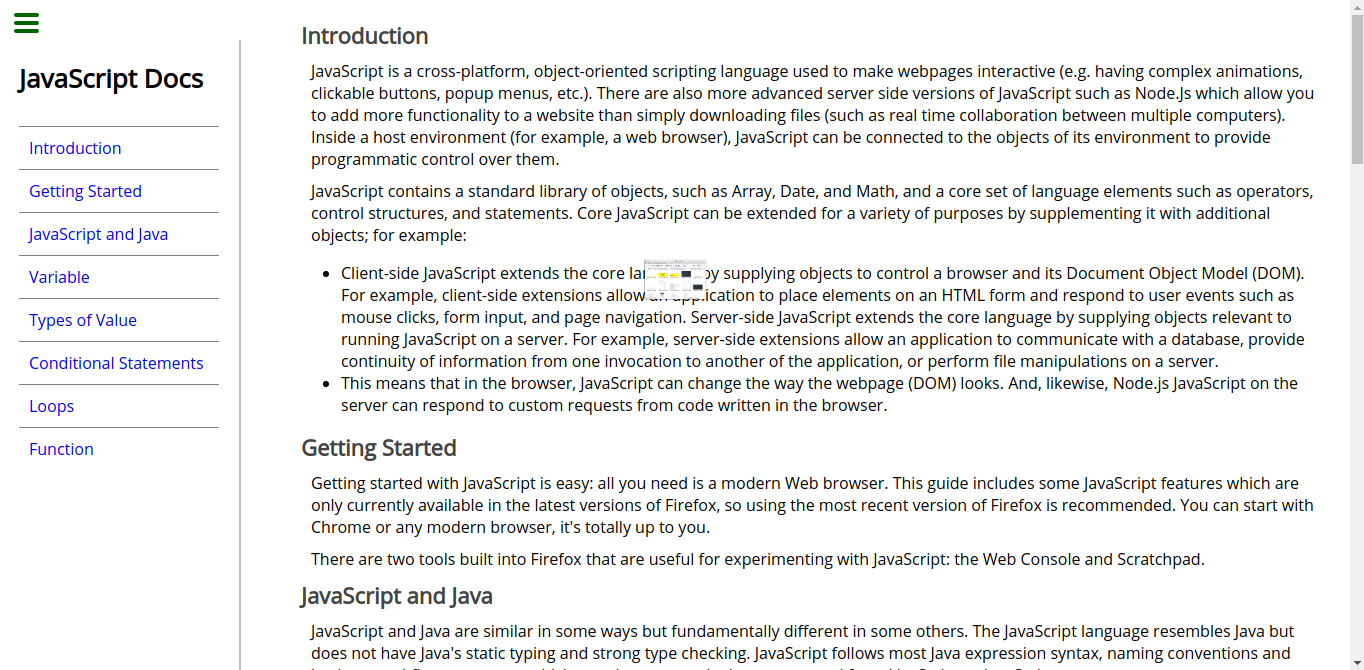 JavaScript Docs
Introduction
Getting Started
JavaScript and Java
Variable
Types of Value
Conditional Statements
Loops
Function
Introduction
JavaScript is a cross-platform, object-oriented scripting language used to make webpages interactive (e.g. having complex animations,
clickable buttons, popup menus, etc.). There are also more advanced server side versions of JavaScript such as Node.Js which allow you
to add more functionality to a website than simply downloading files (such as real time collaboration between multiple computers).
Inside a host environment (for example, a web browser), JavaScript can be connected to the objects of its environment to provide
programmatic control over them.
JavaScript contains a standard library of objects, such as Array, Date, and Math, and a core set of language elements such as operators,
control structures, and statements. Core JavaScript can be extended for a variety of purposes by supplementing it with additional
objects; for example:
Client-side JavaScript extends the core by supplying objects to control a browser and its Document Object Model (DOM).
For example, client-side extensions allow application to place elements on an HTML form and respond to user events such as
mouse clicks, form input, and page navigation. Server-side JavaScript extends the core language by supplying objects relevant to
running JavaScript on a server. For example, server-side extensions allow an application to communicate with a database, provide
continuity of information from one invocation to another of the application, or perform file manipulations on a server.
This means that in the browser, JavaScript can change the way the webpage (DOM) looks. And, likewise, Node.js JavaScript on the
server can respond to custom requests from code written in the browser.
Getting Started
Getting started with JavaScript is easy: all you need is a modern Web browser. This guide includes some JavaScript features which are
only currently available in the latest versions of Firefox, so using the most recent version of Firefox is recommended. You can start with
Chrome or any modern browser, it's totally up to you.
There are two tools built into Firefox that are useful for experimenting with JavaScript: the Web Console and Scratchpad.
JavaScript and Java
JavaScript and Java are similar in some ways but fundamentally different in some others. The JavaScript language resembles Java but
does not have Java's static typing and strong type checking. JavaScript follows most Java expression syntax, naming conventions and